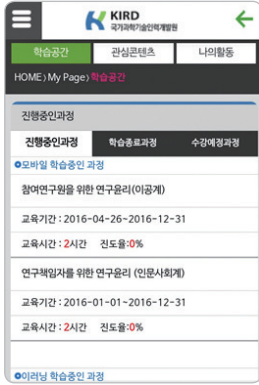 KIRD
국가과학기술인력개발원
학습공간 관심콘텐츠 나의활동
HOME〉My Page〉학습공간
진행중인과정
진행중인과정 학습종료과정 수강예정과정
모바일 학습중인 과정
참여연구원을 위한 연구윤리(이공계)
교육기간 : 2016-04-26~2016-12-31
교육시간 : 2시간 진도율:0%
연구책임자를 위한 연구윤리 (인문사회계)
교육기간 : 2016-01-01~2016-12-31
교육시간 : 2시간 진도율:0%
이러닝 학습중인 과정